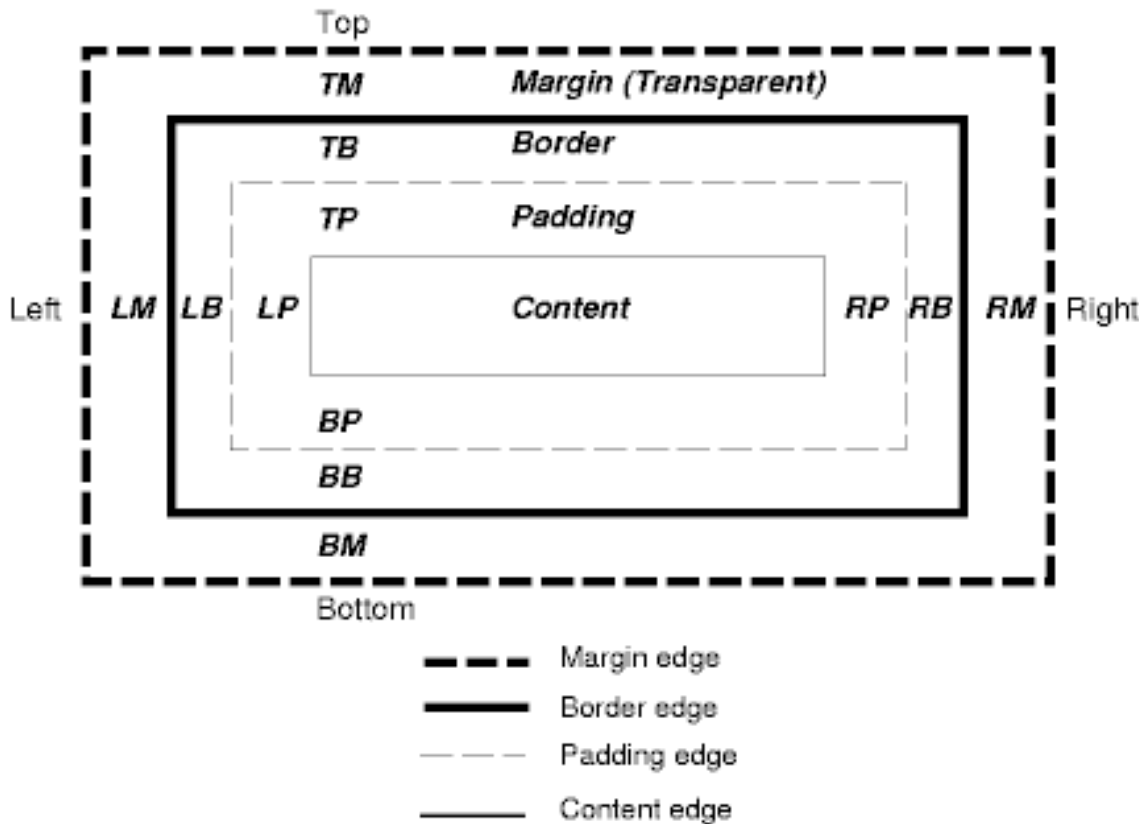 Top
TM Margin (Transparent)
TB Border
TP Padding
Left LM LB LP Content RP RB RM Right
BP
BB
BM
Bottom
Margin edge
Border edge
Padding edge
Content edge